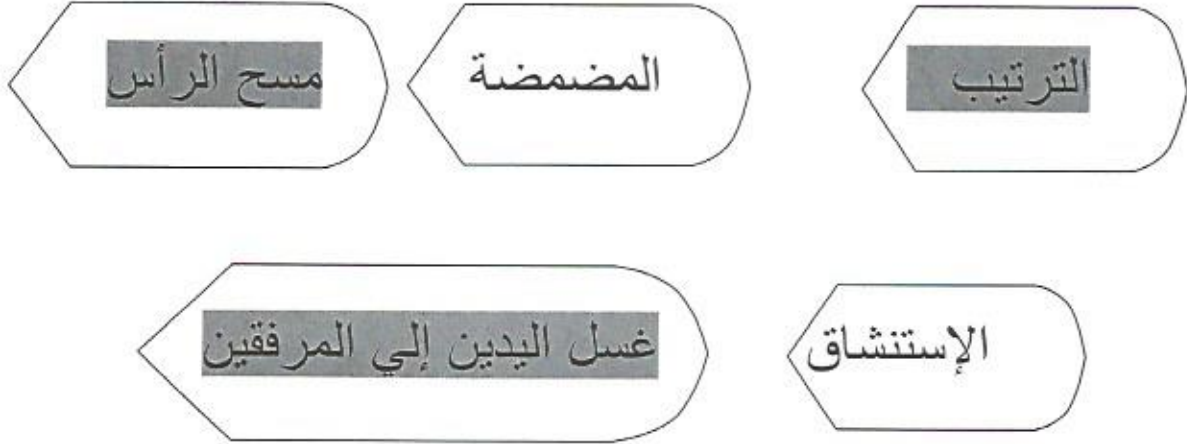 الترتيب
المضمضة
مسح الرأس
الإستنشاق
غسل اليدين إلي المرفقين